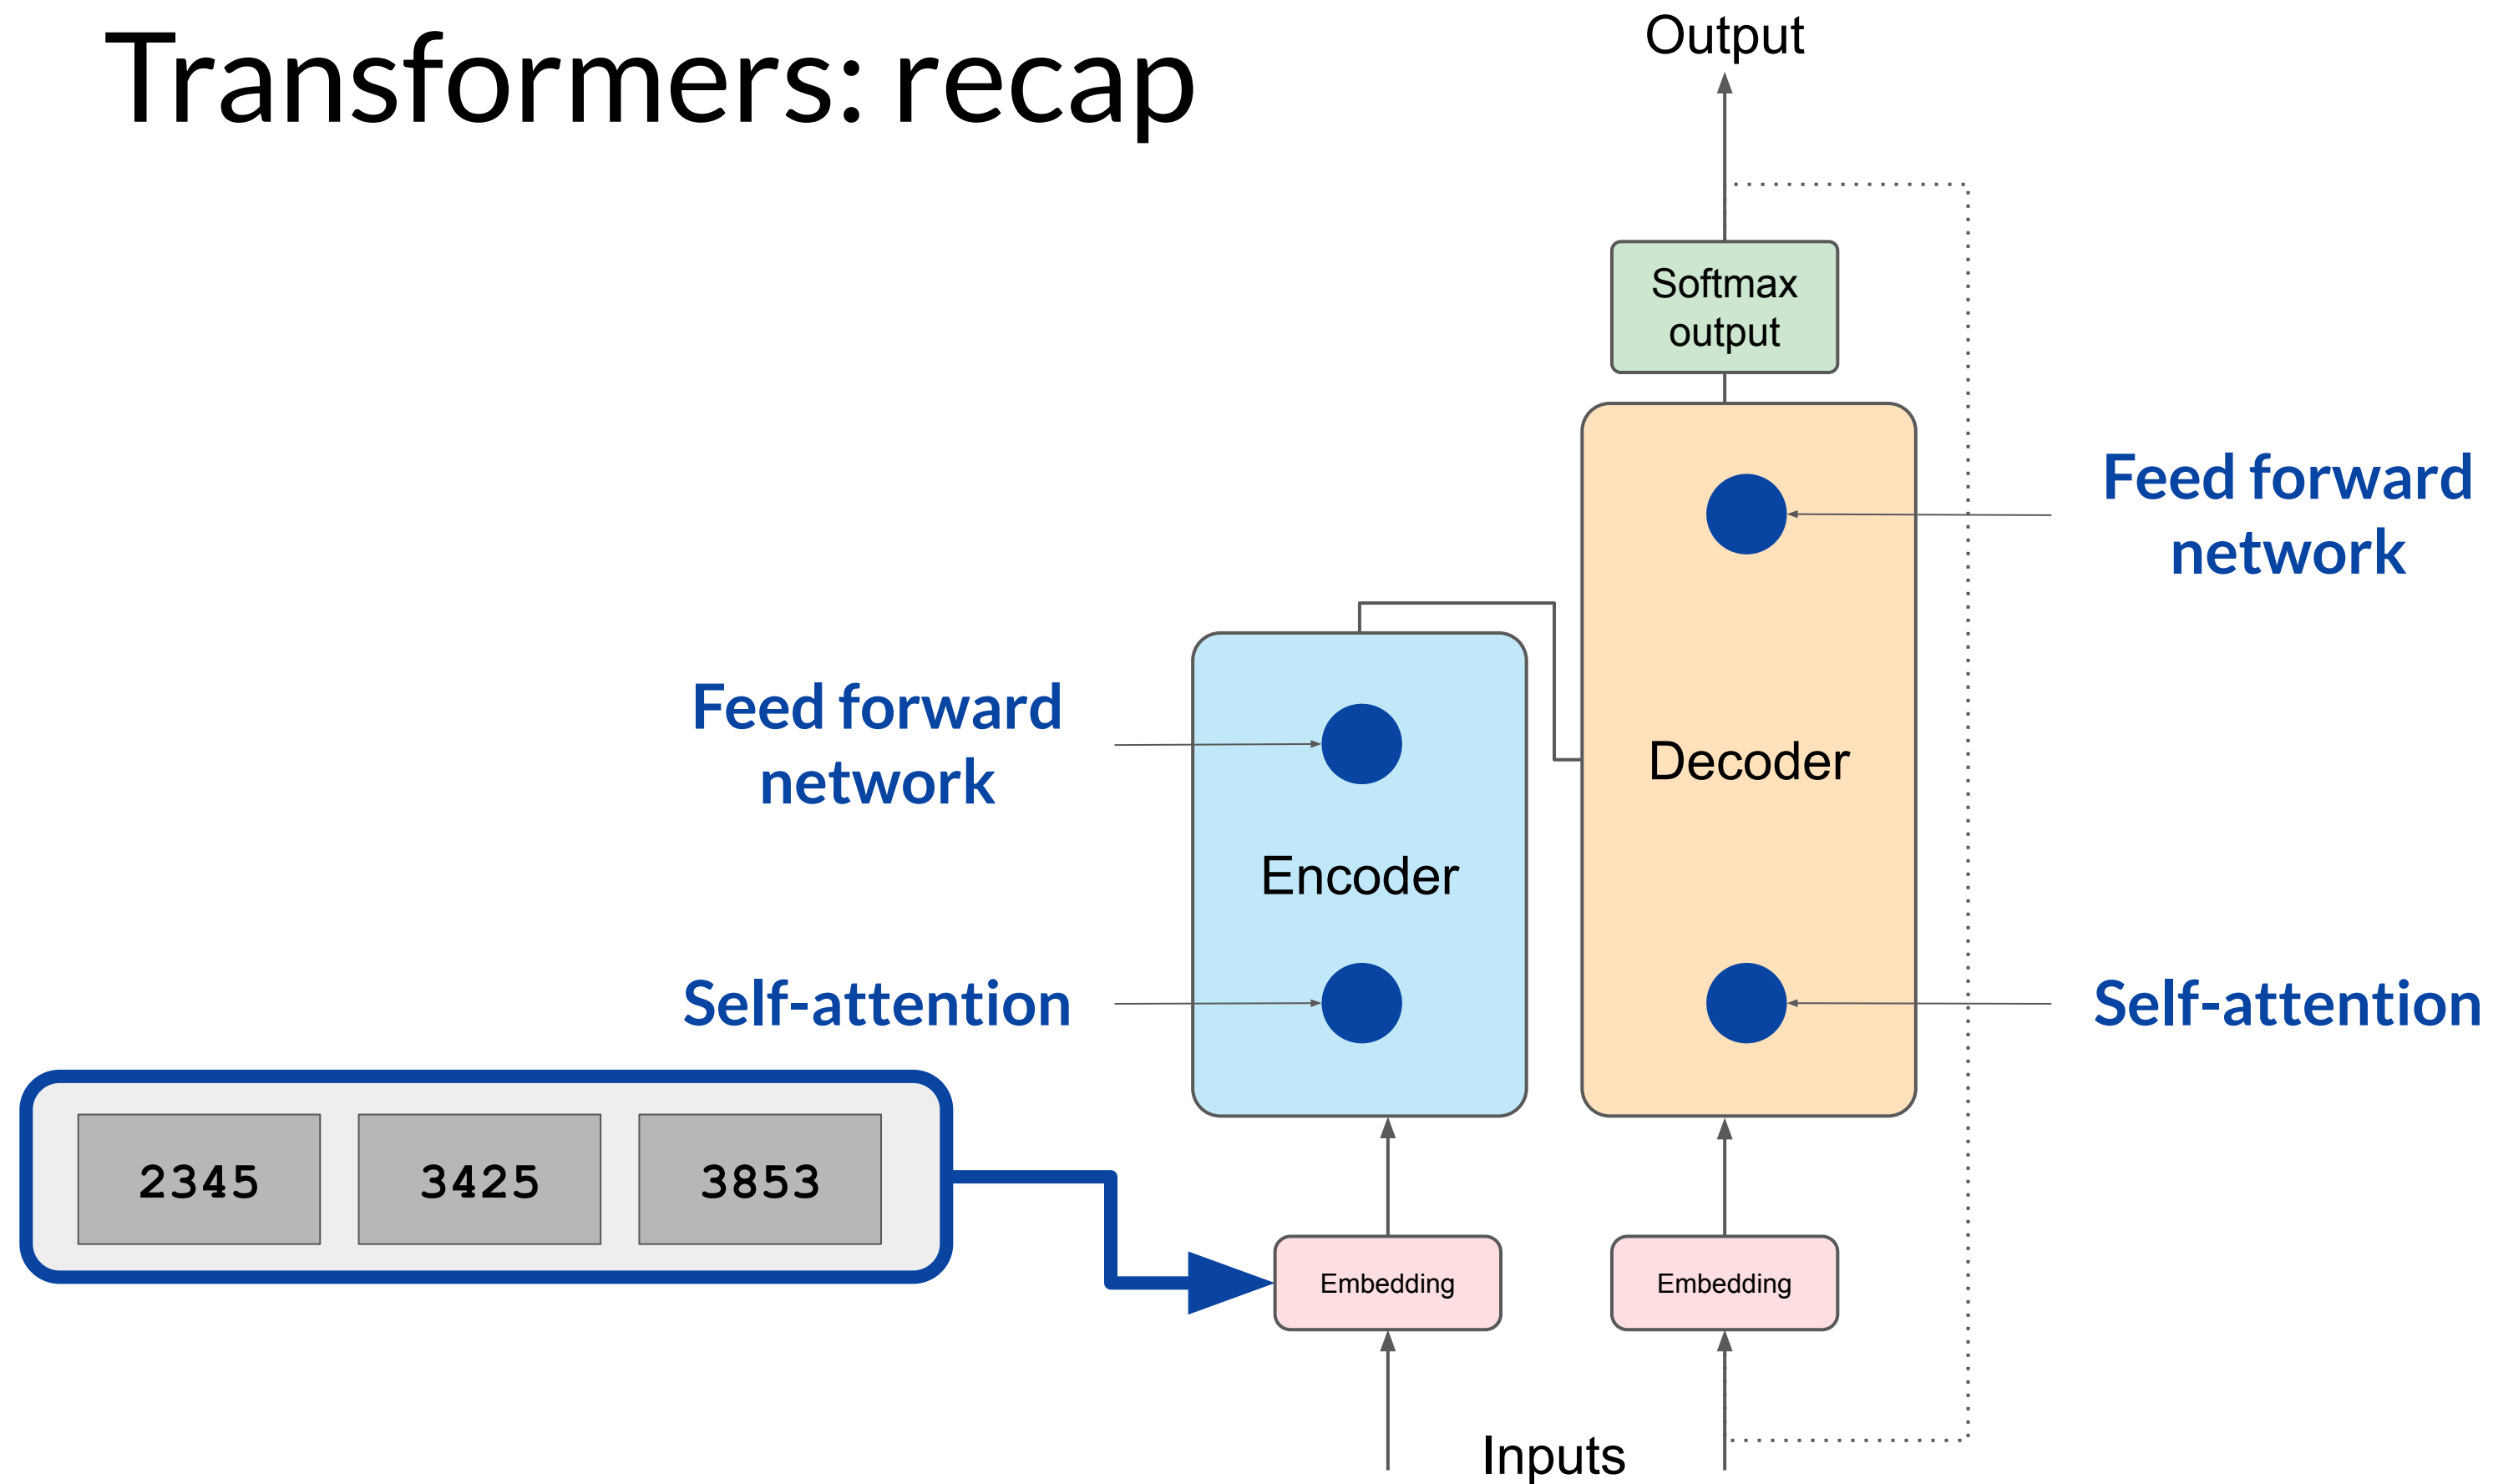 Transformers: recap
Output
Softmax
output
Feed forward
network
Feed forward
network
Decoder
Encoder
Self-attention
Self-attention
2345 3425 3853
Embedding
Embedding
Inputs